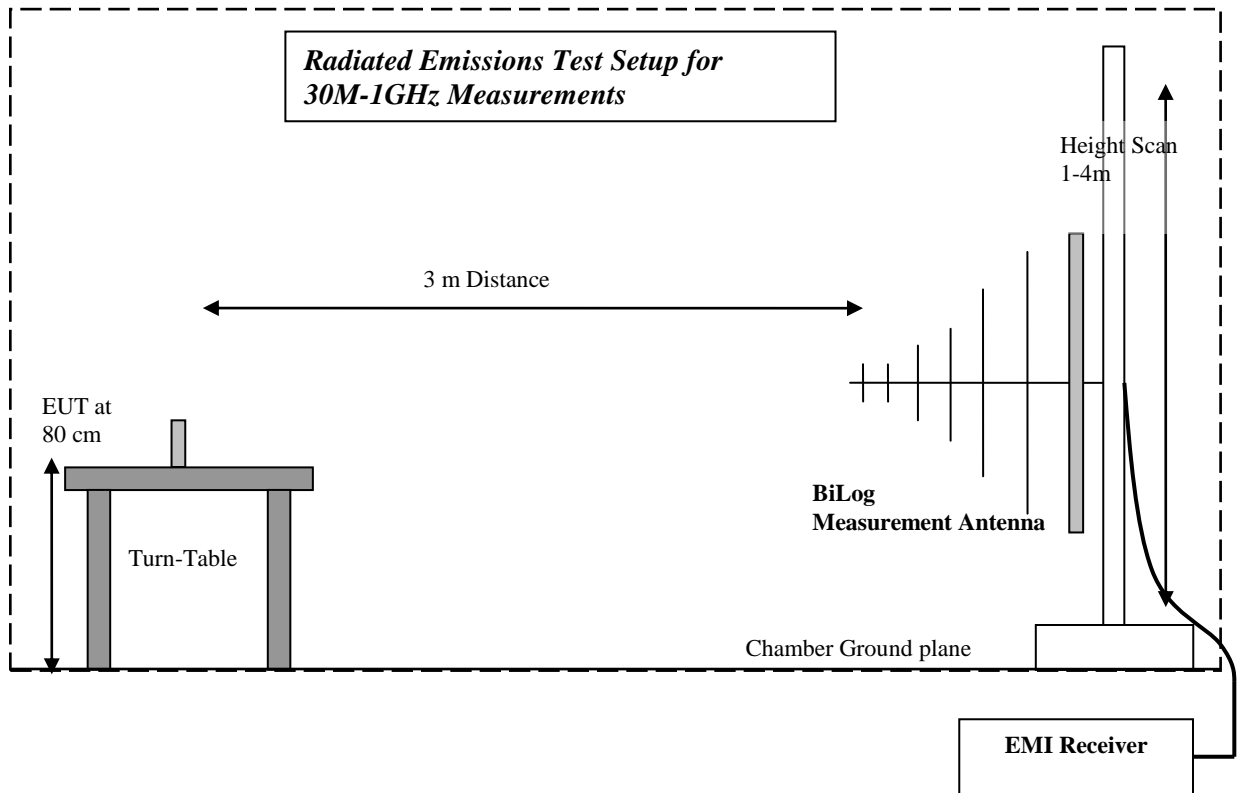 Radiated Emissions Test Setup for
30M-1GHz Measurements
Height Scan
1-4m
3 m Distance
EUT at
80 cm
BiLog
Measurement Antenna
Turn-Table
Chamber Ground plane
EMI Receiver